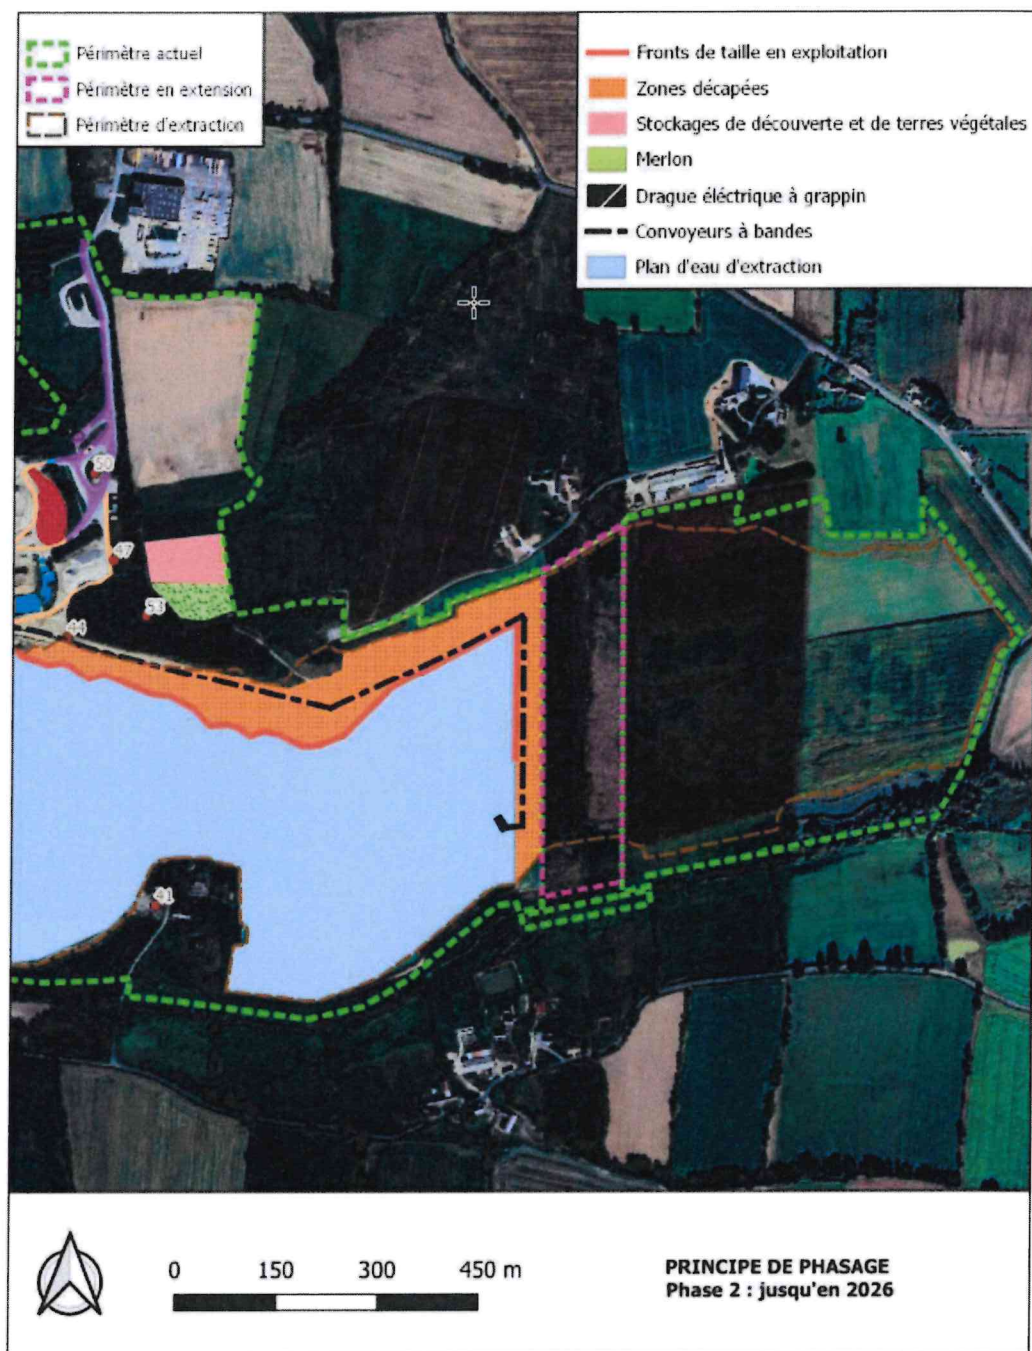 Périmètre actuel
Périmètre en extension
Périmètre d'extraction
Fronts de taille en exploitation
Zones décapées
Stockages de découverte et de terres végétales
Merlon
Drague éléctrique à grappin
Convoyeurs à bandes
Plan d'eau d'extraction
50
47
53
44
41
0 150 300 450 m
PRINCIPE DE PHASAGE
Phase 2 : jusqu'en 2026